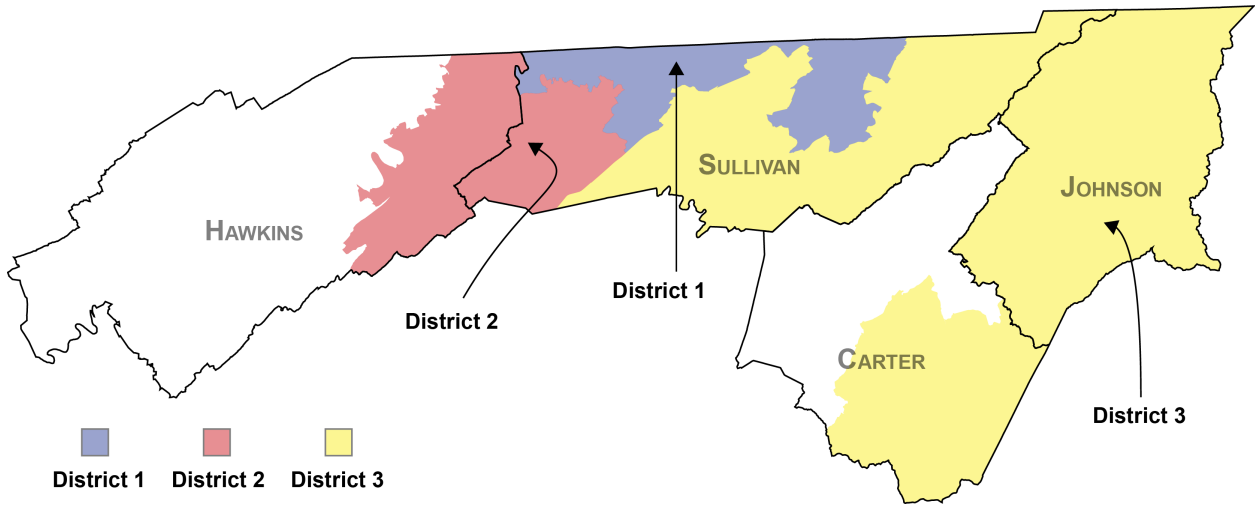 SULLIVAN
JOHNSON
HAWKINS
District 1
District 2
CARTER
District 3
District 1
District 2
District 3